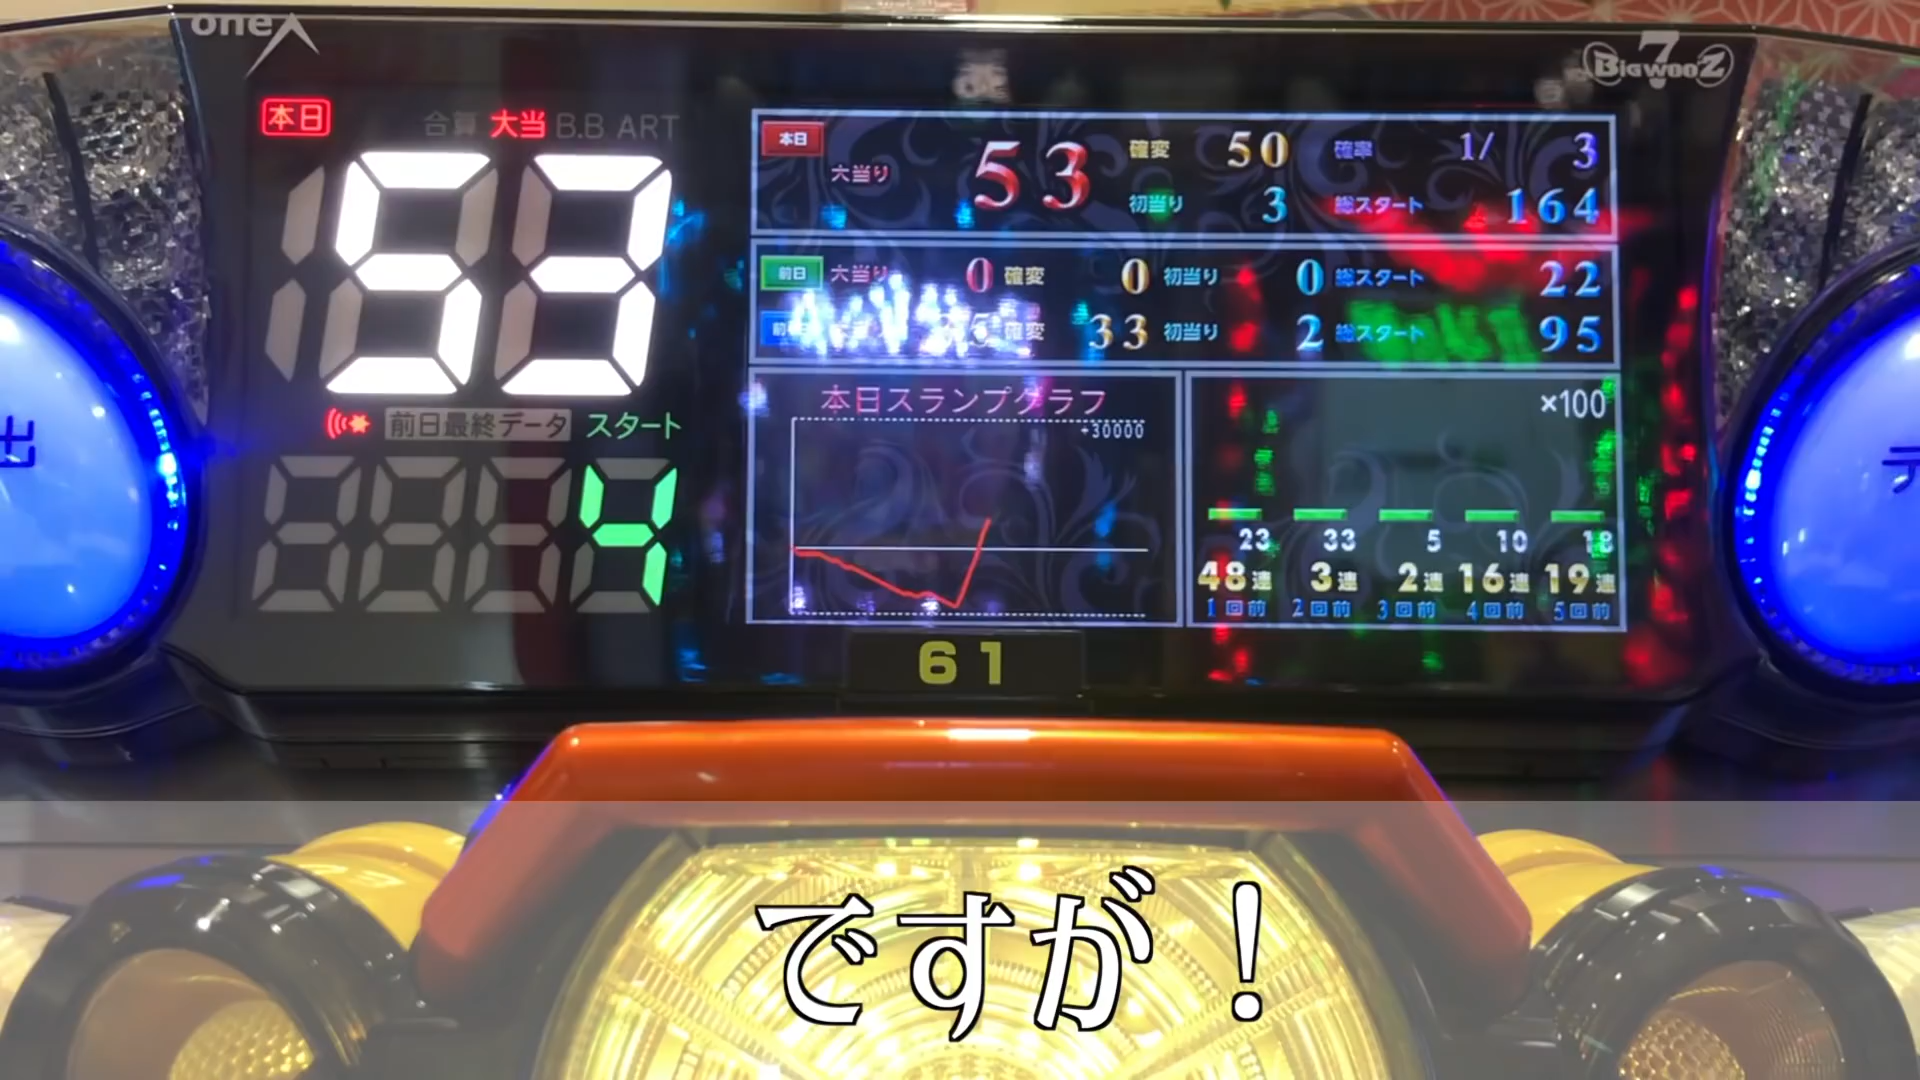 one
BiGWOOZ
本日
合算 大当 B.B ART
53
前日最終データ スタート
4
本日 大当り 53 確変 50 確率 1/ 3
初当り 3 総スタート 164
前日 大当り 0 確変 0 初当り 0 総スタート 22
確変 33 初当り 2 総スタート 95
本日スランプグラフ
+30000
×100
23 33 5 10 18
48連 3連 2連 16連 19連
1回前 2回前 3回前 4回前 5回前
61
出
デ
ですが！